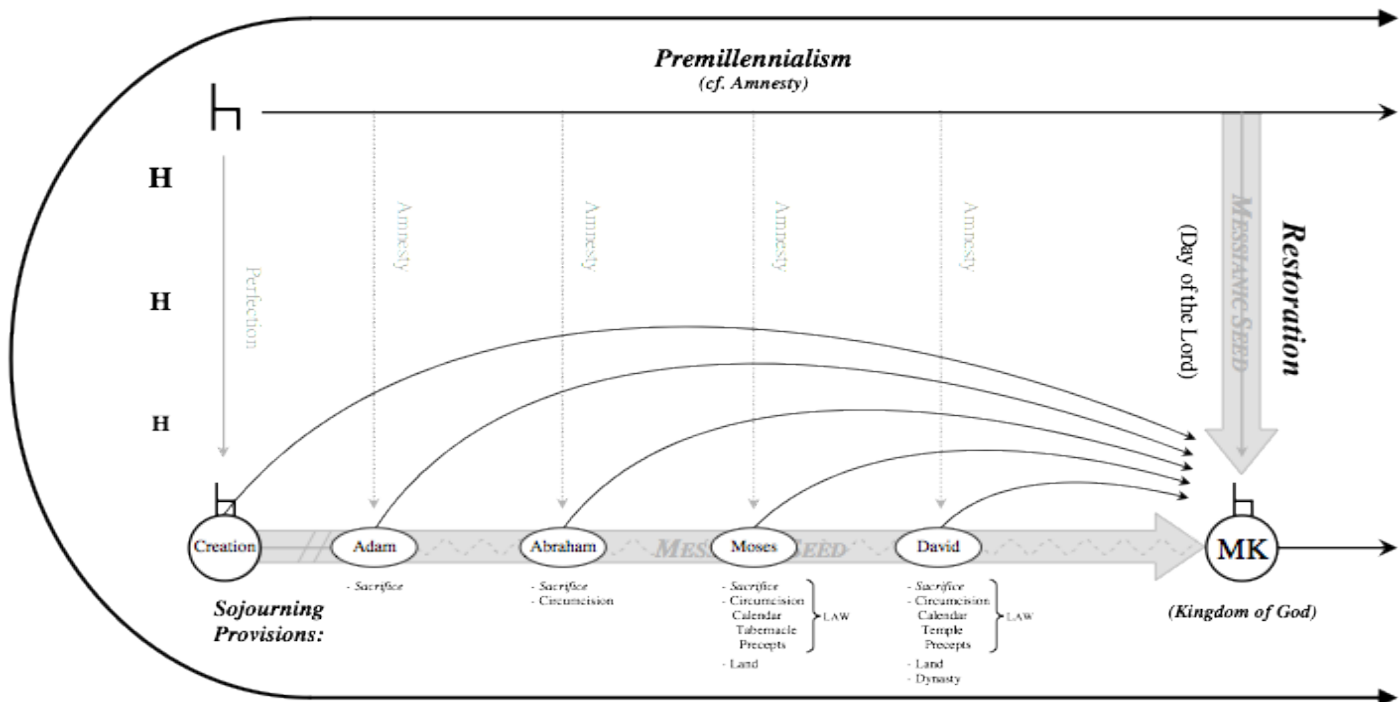 Premillennialism
(cf. Amnesty)
H
H
H
Perfection
Amnesty
Amnesty
Amnesty
Amnesty
(Day of the Lord)
MESSIANIC SEED
Restoration
Creation
Adam
Abraham
Moses
David
MK
Sojourning
Provisions:
- Sacrifice
- Sacrifice
- Circumcision
- Sacrifice
- Circumcision
Calendar
Tabernacle
Precepts
LAW
- Land
- Sacrifice
- Circumcision
Calendar
Temple
Precepts
LAW
- Land
- Dynasty
(Kingdom of God)
SEED